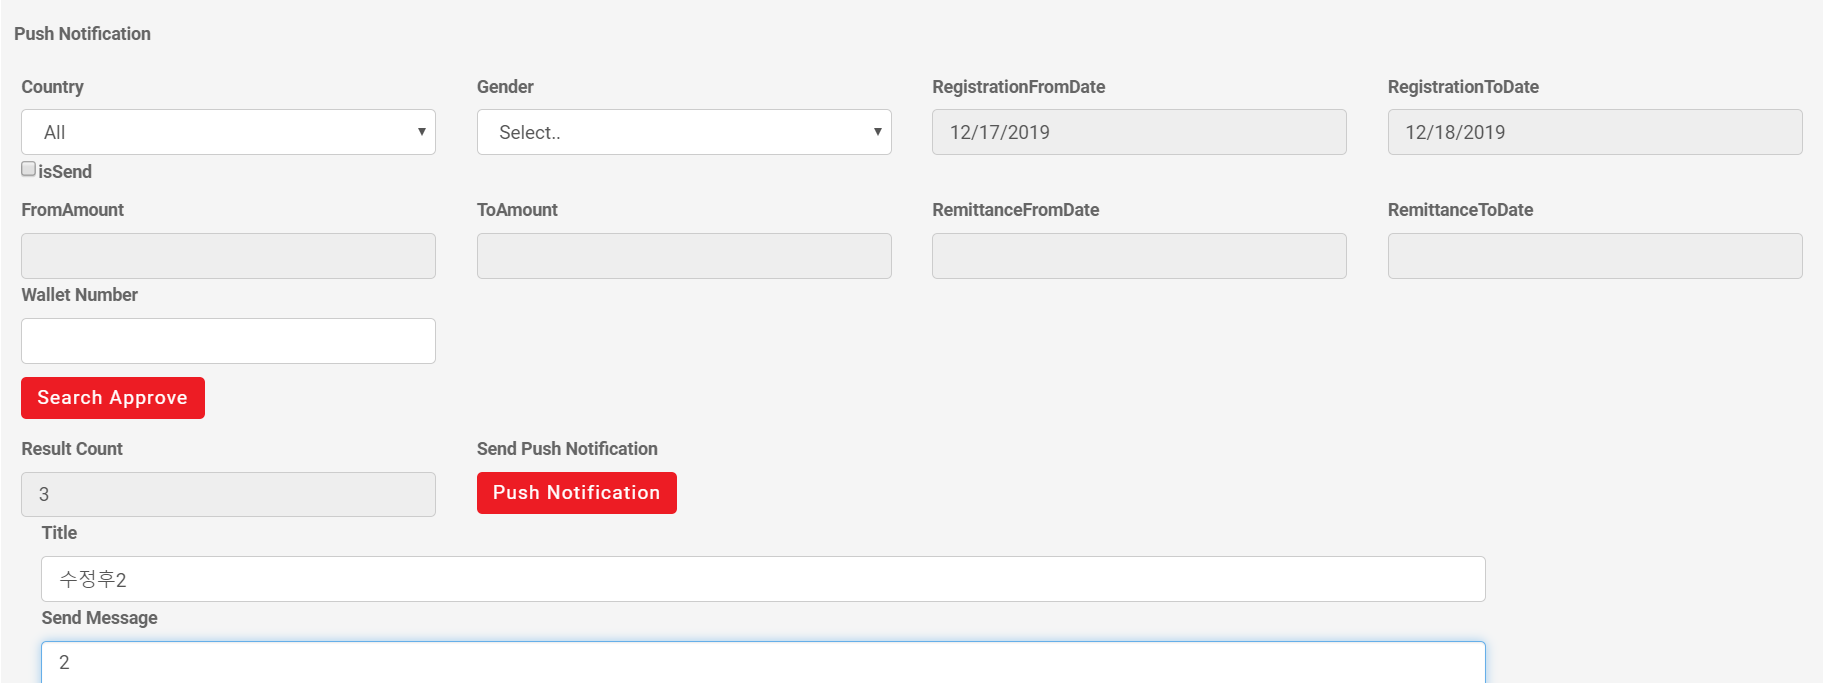 Push Notification
Country Gender RegistrationFromDate RegistrationToDate
All Select.. 12/17/2019 12/18/2019
isSend
FromAmount ToAmount RemittanceFromDate RemittanceToDate
Wallet Number
Search Approve
Result Count Send Push Notification
3 Push Notification
Title
수정후2
Send Message
2